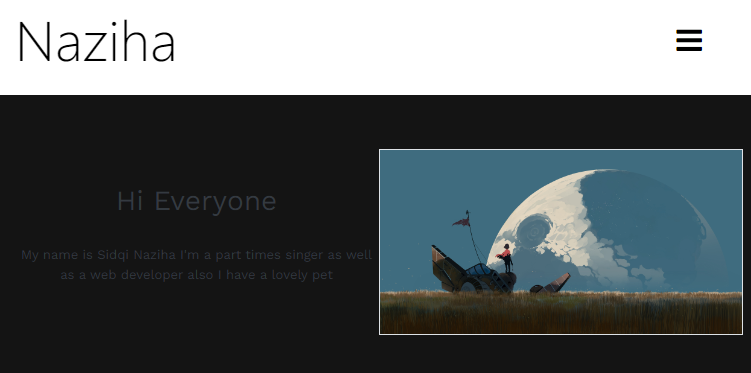 Naziha
Hi Everyone
My name is Sidqi Naziha I'm a part times singer as well
as a web developer also I have a lovely pet